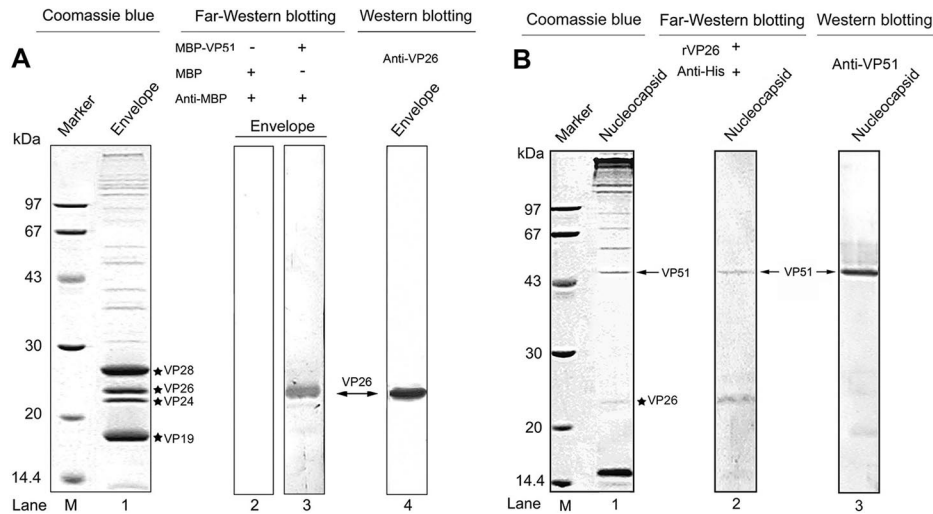 A
Coomassie blue
Far-Western blotting
Western blotting
MBP-VP51 - +
MBP + -
Anti-MBP + +
Anti-VP26
Marker
Envelope
Envelope
Envelope
kDa
97
67
43
30
20
14.4
★VP28
★VP26
★VP24
★VP19
VP26
Lane M 1 2 3 4
B
Coomassie blue
Far-Western blotting
Western blotting
rVP26 +
Anti-His +
Anti-VP51
Marker
Nucleocapsid
Nucleocapsid
Nucleocapsid
kDa
97
67
43
30
20
14.4
VP51
VP51
★VP26
Lane M 1 2 3